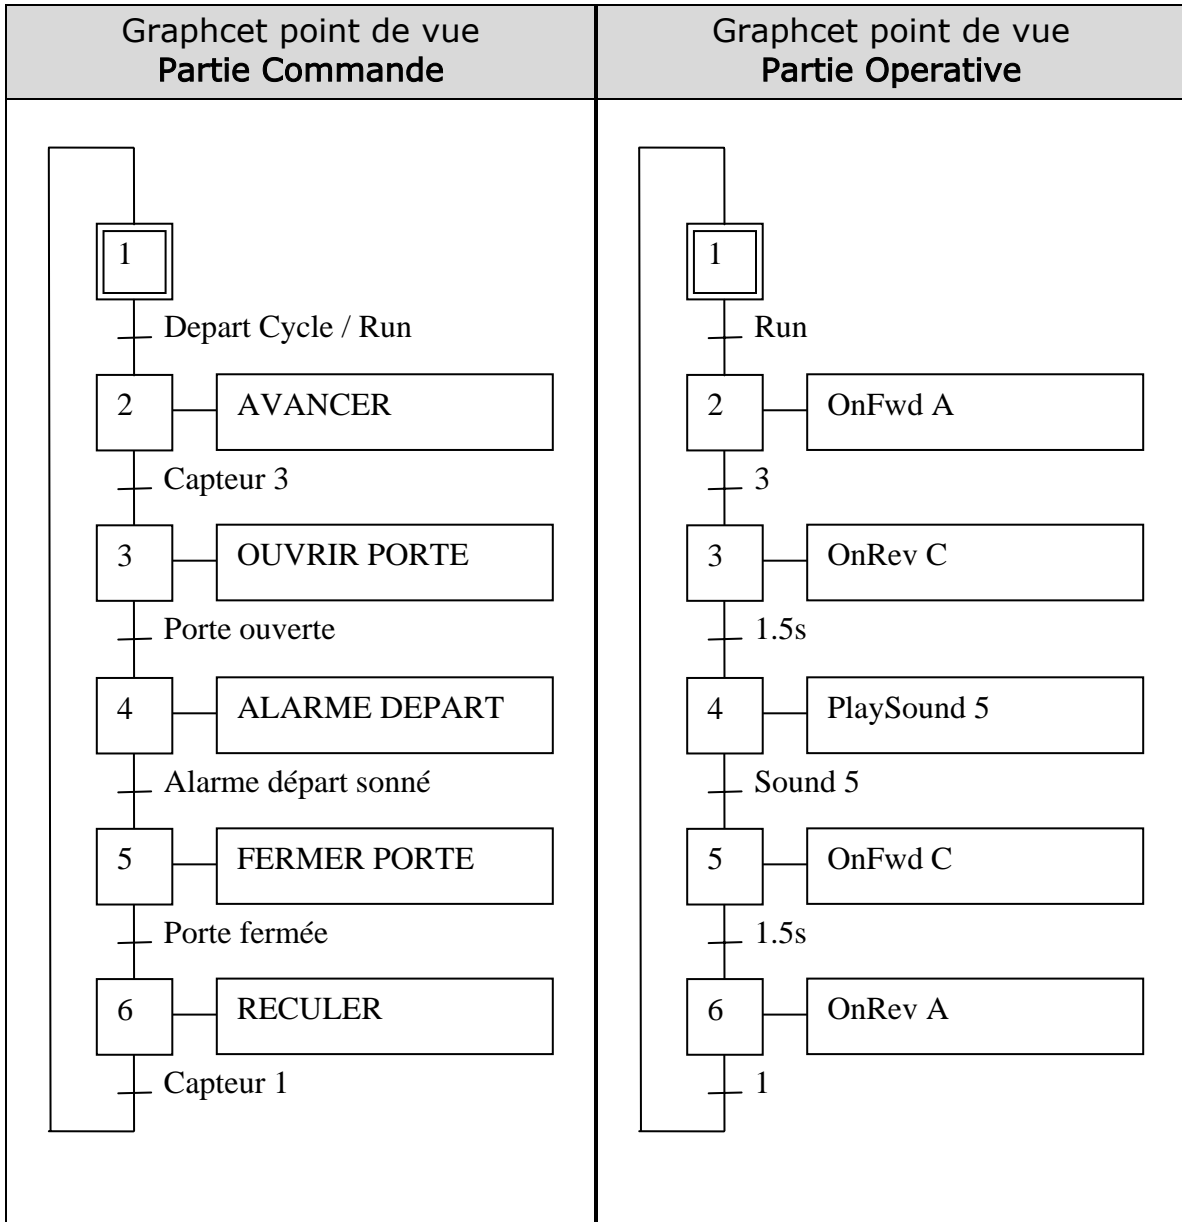 Graphcet point de vue
Partie Commande
Graphcet point de vue
Partie Operative
1
Depart Cycle / Run
2
AVANCER
Capteur 3
3
OUVRIR PORTE
Porte ouverte
4
ALARME DEPART
Alarme départ sonné
5
FERMER PORTE
Porte fermée
6
RECULER
Capteur 1
1
Run
2
OnFwd A
3
3
OnRev C
1.5s
4
PlaySound 5
Sound 5
5
OnFwd C
1.5s
6
OnRev A
1